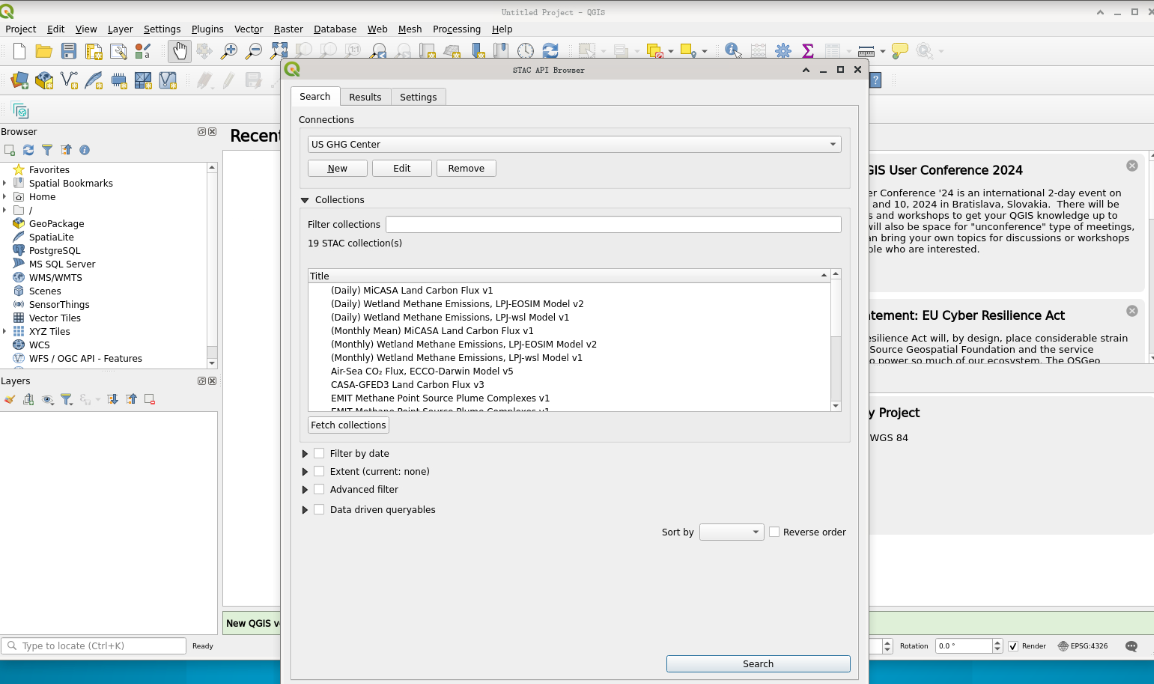 Untitled Project - QGIS
Project Edit View Layer Settings Plugins Vector Raster Database Web Mesh Processing Help
STAC API Browser
Search Results Settings
Connections
US GHG Center
New Edit Remove
Collections
Filter collections
19 STAC collection(s)
Title
(Daily) MiCASA Land Carbon Flux v1
(Daily) Wetland Methane Emissions, LPJ-EOSIM Model v2
(Daily) Wetland Methane Emissions, LPJ-wsl Model v1
(Monthly Mean) MiCASA Land Carbon Flux v1
(Monthly) Wetland Methane Emissions, LPJ-EOSIM Model v2
(Monthly) Wetland Methane Emissions, LPJ-wsl Model v1
Air-Sea CO₂ Flux, ECCO-Darwin Model v5
CASA-GFED3 Land Carbon Flux v3
EMIT Methane Point Source Plume Complexes v1
EMIT Methane Point Source Plume Complexes v1
Fetch collections
Filter by date
Extent (current: none)
Advanced filter
Data driven queryables
Sort by
Reverse order
Search
Browser
Favorites
Spatial Bookmarks
Home
/
GeoPackage
SpatiaLite
PostgreSQL
MS SQL Server
WMS/WMTS
Scenes
SensorThings
Vector Tiles
XYZ Tiles
WCS
WFS / OGC API - Features
Layers
Recent
GIS User Conference 2024
er Conference '24 is an international 2-day event on
and 10, 2024 in Bratislava, Slovakia. There will be
s and workshops to get your QGIS knowledge up to
vill also be space for "unconference" type of meetings,
an bring your own topics for discussions or workshops
ble who are interested.
atement: EU Cyber Resilience Act
esilience Act will, by design, place considerable strain
Source Geospatial Foundation and the service
o power so much of our ecosystem. The OSGeo
y Project
WGS 84
New QGIS ve
Type to locate (Ctrl+K)
Ready
Rotation 0.0 °
Render
EPSG:4326